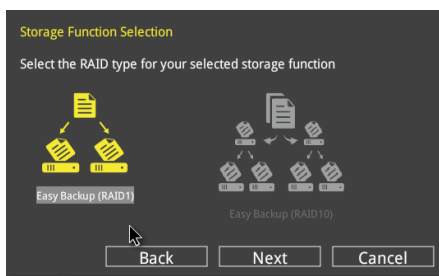 Storage Function Selection
Select the RAID type for your selected storage function
Easy Backup (RAID1)
Easy Backup (RAID10)
Back
Next
Cancel